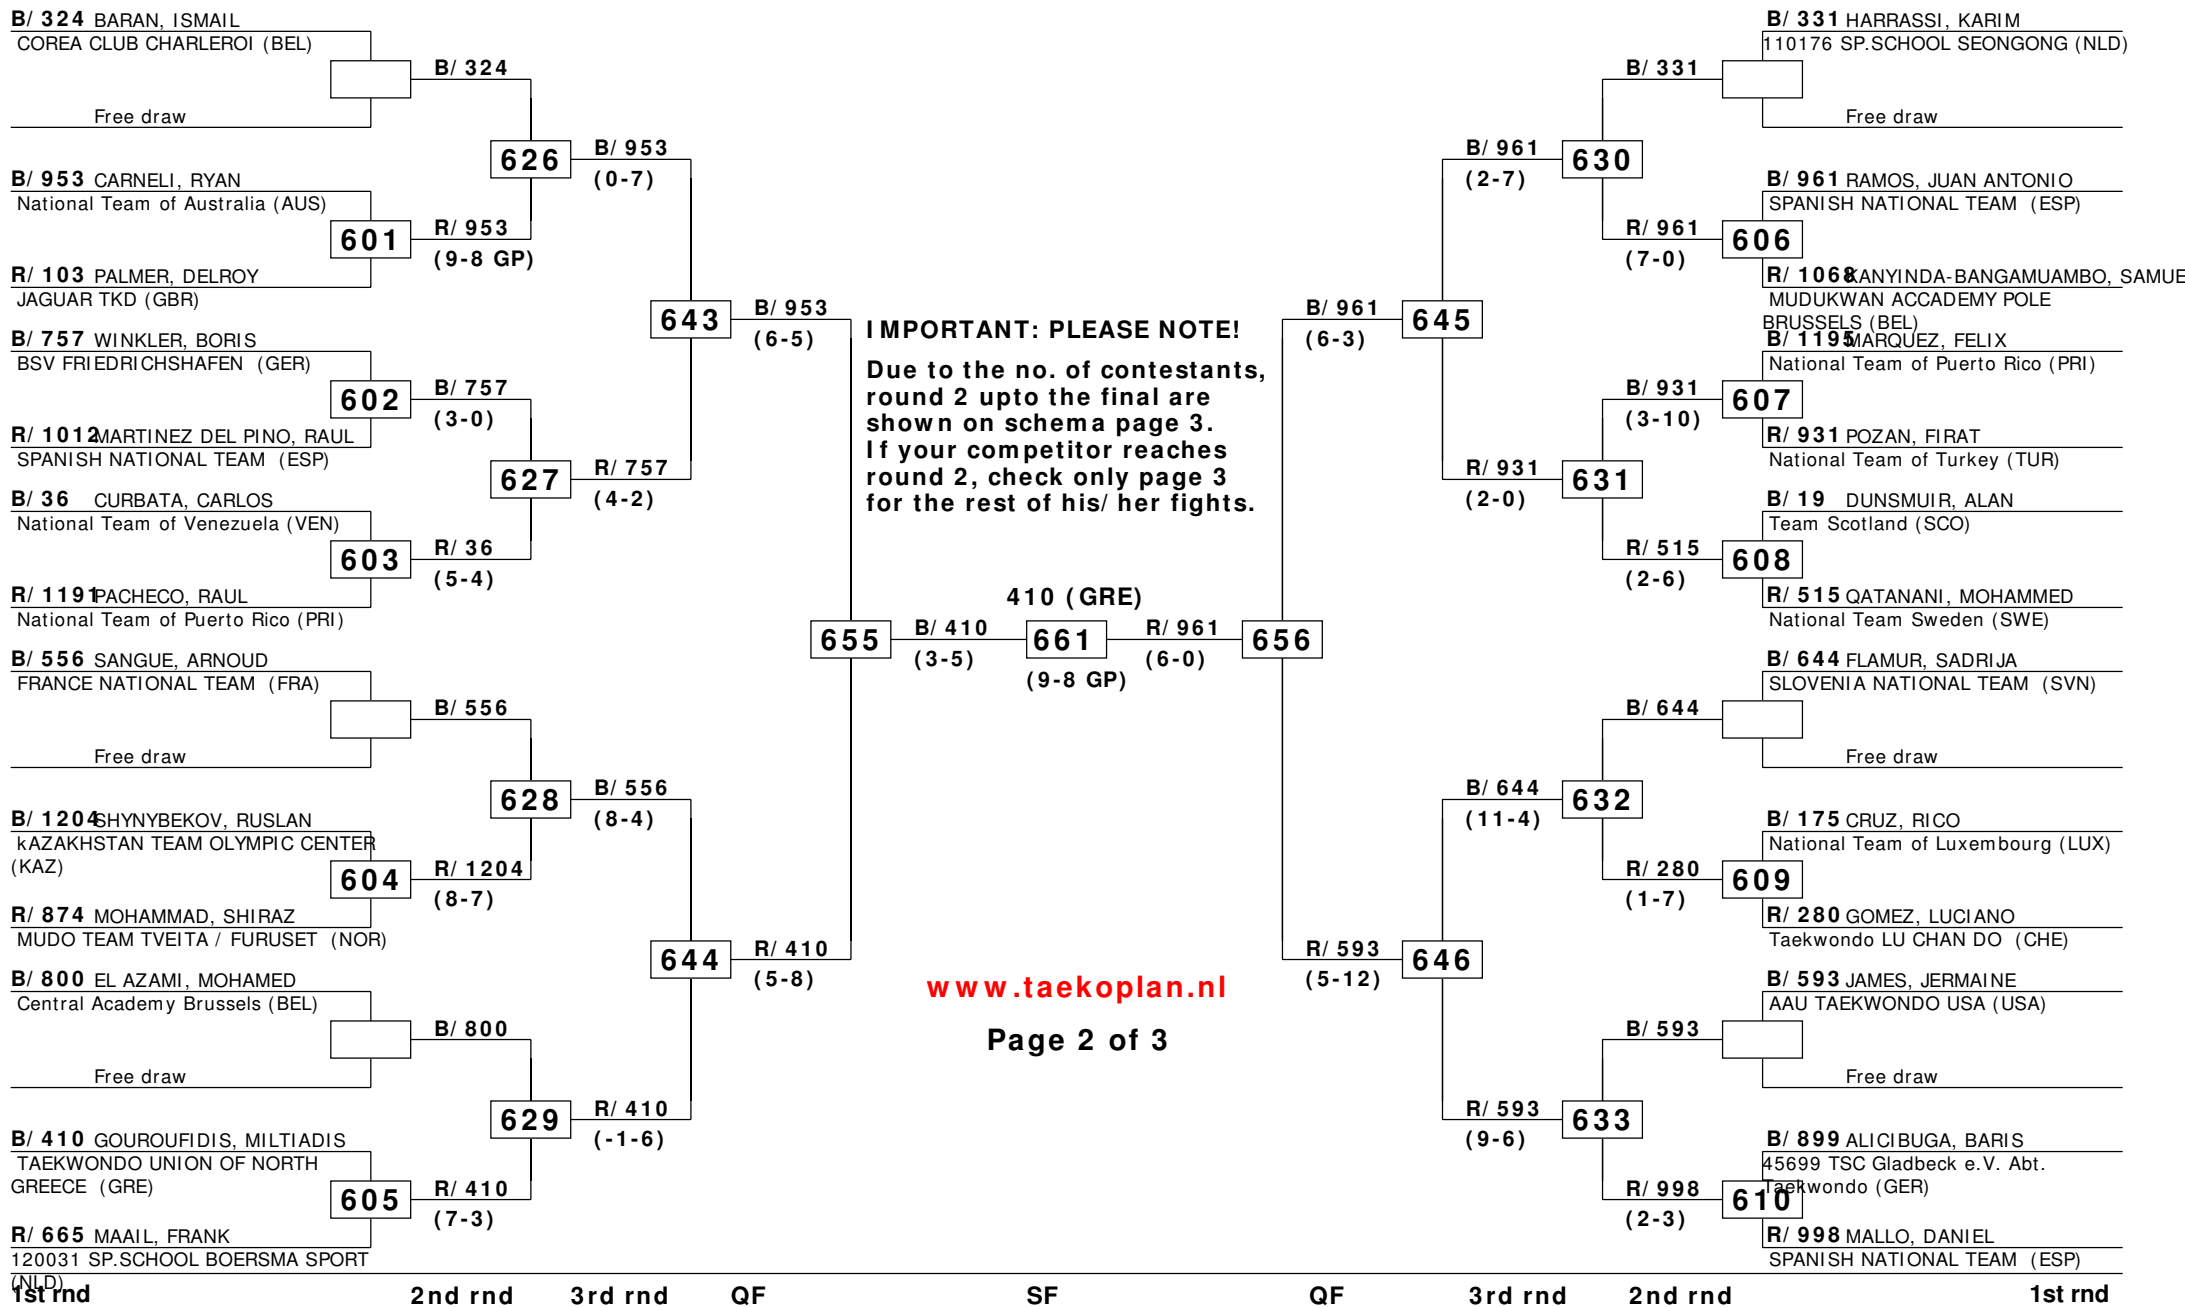 B/ 324 BARAN, ISMAIL
COREA CLUB CHARLEROI (BEL)
B/ 324
Free draw
626
B/ 953
(0-7)
B/ 953 CARNELI, RYAN
National Team of Australia (AUS)
601
R/ 953
(9-8 GP)
R/ 103 PALMER, DELROY
JAGUAR TKD (GBR)
643
B/ 953
(6-5)
B/ 757 WINKLER, BORIS
BSV FRIEDRICHSHAFEN (GER)
602
B/ 757
(3-0)
R/ 1012 MARTINEZ DEL PINO, RAUL
SPANISH NATIONAL TEAM (ESP)
627
R/ 757
(4-2)
B/ 36 CURBATA, CARLOS
National Team of Venezuela (VEN)
603
R/ 36
(5-4)
R/ 1191 PACHECO, RAUL
National Team of Puerto Rico (PRI)
655
B/ 410
(3-5)
B/ 556 SANGUE, ARNOUD
FRANCE NATIONAL TEAM (FRA)
B/ 556
Free draw
628
B/ 556
(8-4)
B/ 1204 SHYNYBEKOV, RUSLAN
kAZAKHSTAN TEAM OLYMPIC CENTER
(KAZ)
604
R/ 1204
(8-7)
R/ 874 MOHAMMAD, SHIRAZ
MUDO TEAM TVEITA / FURUSET (NOR)
644
R/ 410
(5-8)
B/ 800 EL AZAMI, MOHAMED
Central Academy Brussels (BEL)
B/ 800
Free draw
629
R/ 410
(-1-6)
B/ 410 GOUROUFIDIS, MILTIADIS
TAEKWONDO UNION OF NORTH
GREECE (GRE)
605
R/ 410
(7-3)
R/ 665 MAAIL, FRANK
120031 SP.SCHOOL BOERSMA SPORT
(NLD)
IMPORTANT: PLEASE NOTE!
Due to the no. of contestants,
round 2 upto the final are
shown on schema page 3.
If your competitor reaches
round 2, check only page 3
for the rest of his/ her fights.
410 (GRE)
661
(9-8 GP)
www.taekoplan.nl
Page 2 of 3
B/ 331 HARRASSI, KARIM
110176 SP.SCHOOL SEONGONG (NLD)
B/ 331
Free draw
B/ 961
(2-7)
630
B/ 961 RAMOS, JUAN ANTONIO
SPANISH NATIONAL TEAM (ESP)
R/ 961
(7-0)
606
R/ 1068 KANYINDA-BANGAMUAMBO, SAMUE
MUDUKWAN ACCADEMY POLE
BRUSSELS (BEL)
B/ 961
(6-3)
645
B/ 1195 MARQUEZ, FELIX
National Team of Puerto Rico (PRI)
B/ 931
(3-10)
607
R/ 931 POZAN, FIRAT
National Team of Turkey (TUR)
R/ 931
(2-0)
631
B/ 19 DUNSMUIR, ALAN
Team Scotland (SCO)
R/ 515
(2-6)
608
R/ 515 QATANANI, MOHAMMED
National Team Sweden (SWE)
R/ 961
(6-0)
656
B/ 644 FLAMUR, SADRIJA
SLOVENIA NATIONAL TEAM (SVN)
B/ 644
Free draw
B/ 644
(11-4)
632
B/ 175 CRUZ, RICO
National Team of Luxembourg (LUX)
R/ 280
(1-7)
609
R/ 280 GOMEZ, LUCIANO
Taekwondo LU CHAN DO (CHE)
R/ 593
(5-12)
646
B/ 593 JAMES, JERMAINE
AAU TAEKWONDO USA (USA)
B/ 593
Free draw
R/ 593
(9-6)
633
B/ 899 ALICIBUGA, BARIS
45699 TSC Gladbeck e.V. Abt.
Taekwondo (GER)
R/ 998
(2-3)
610
R/ 998 MALLO, DANIEL
SPANISH NATIONAL TEAM (ESP)
1st rnd 2nd rnd 3rd rnd QF SF QF 3rd rnd 2nd rnd 1st rnd